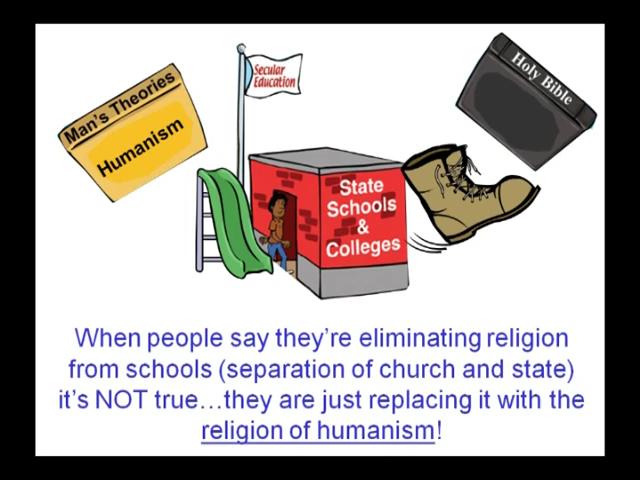 Man's Theories
Humanism
Secular
Education
Holy Bible
State
Schools
&
Colleges
When people say they're eliminating religion
from schools (separation of church and state)
it's NOT true…they are just replacing it with the
religion of humanism!